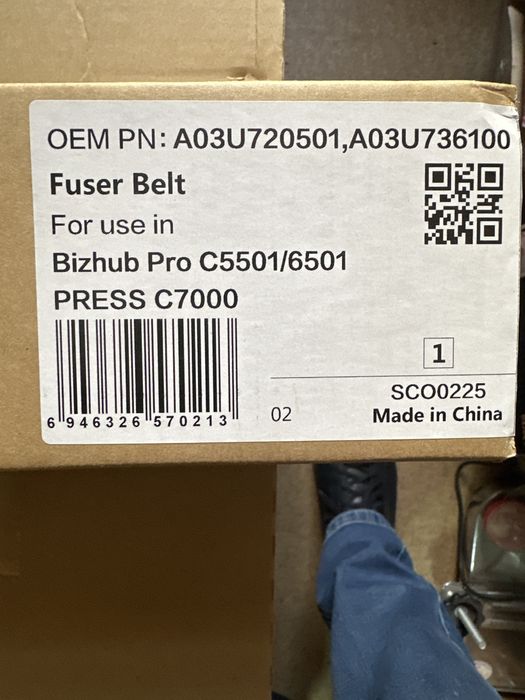 OEM PN: A03U720501,A03U736100
Fuser Belt
For use in
Bizhub Pro C5501/6501
PRESS C7000
1
SCO0225
6 946326 570213
02
Made in China